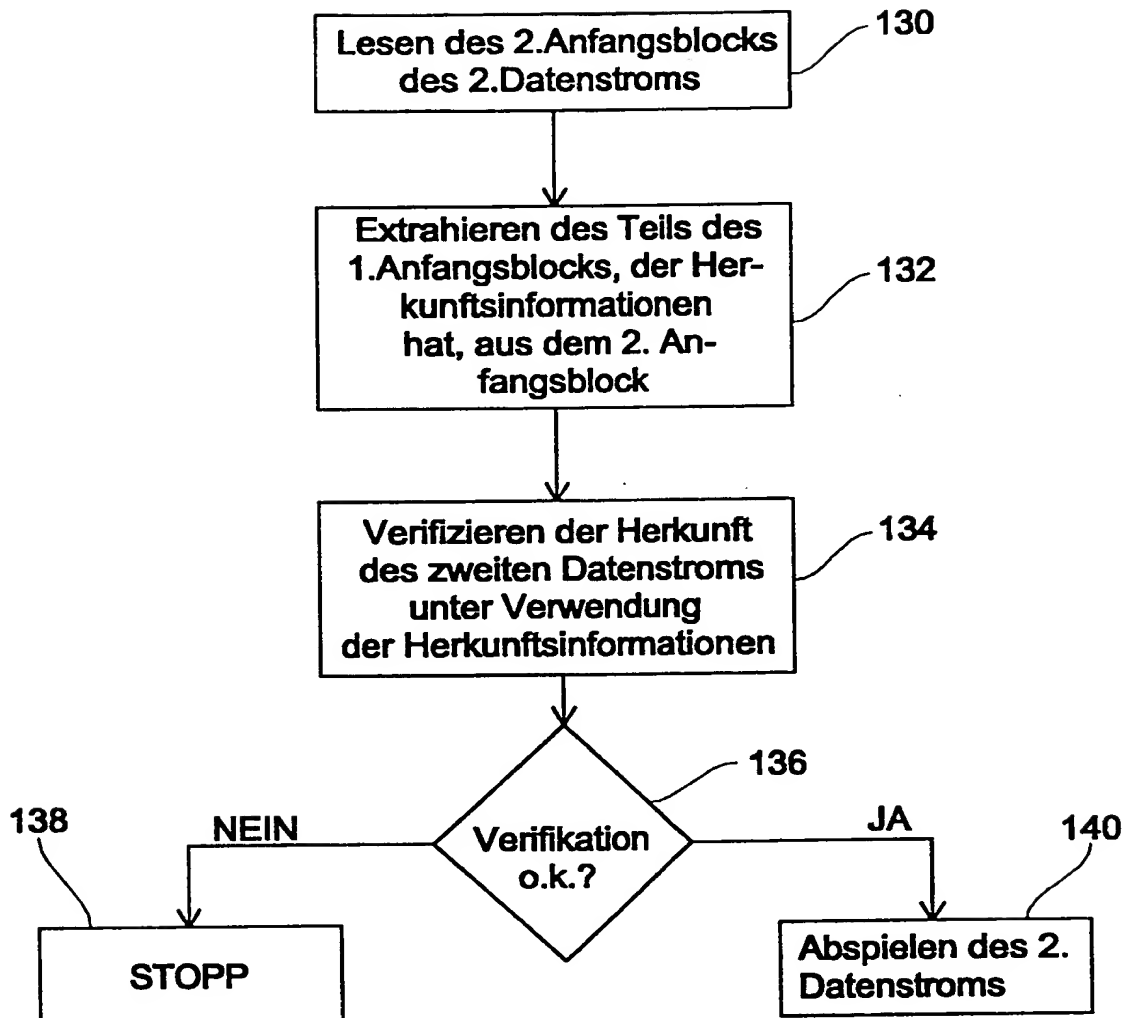 Lesen des 2.Anfangsblocks
des 2.Datenstroms
130
Extrahieren des Teils des
1.Anfangsblocks, der Her-
kunftsinformationen
hat, aus dem 2. An-
fangsblock
132
Verifizieren der Herkunft
des zweiten Datenstroms
unter Verwendung
der Herkunftsinformationen
134
Verifikation
o.k.?
136
NEIN
JA
138
STOPP
140
Abspielen des 2.
Datenstroms